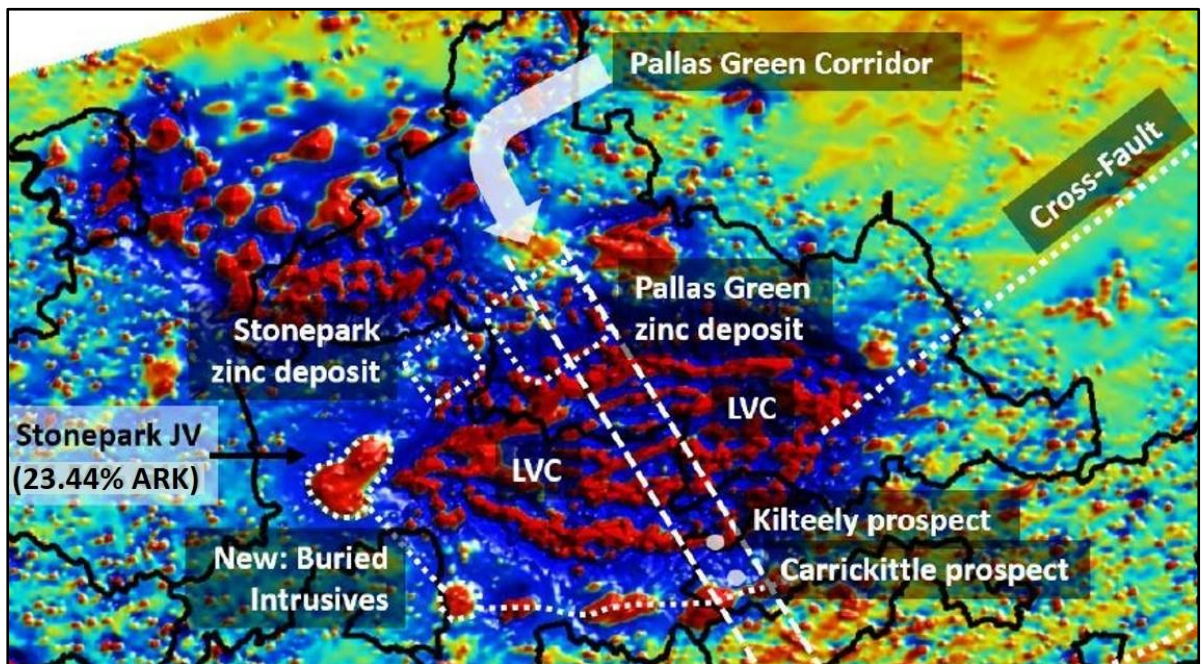 Pallas Green Corridor
Cross-Fault
Pallas Green
zinc deposit
Stonepark
zinc deposit
LVC
Stonepark JV
(23.44% ARK)
LVC
Kilteely prospect
New: Buried
Intrusives
Carrickittle prospect